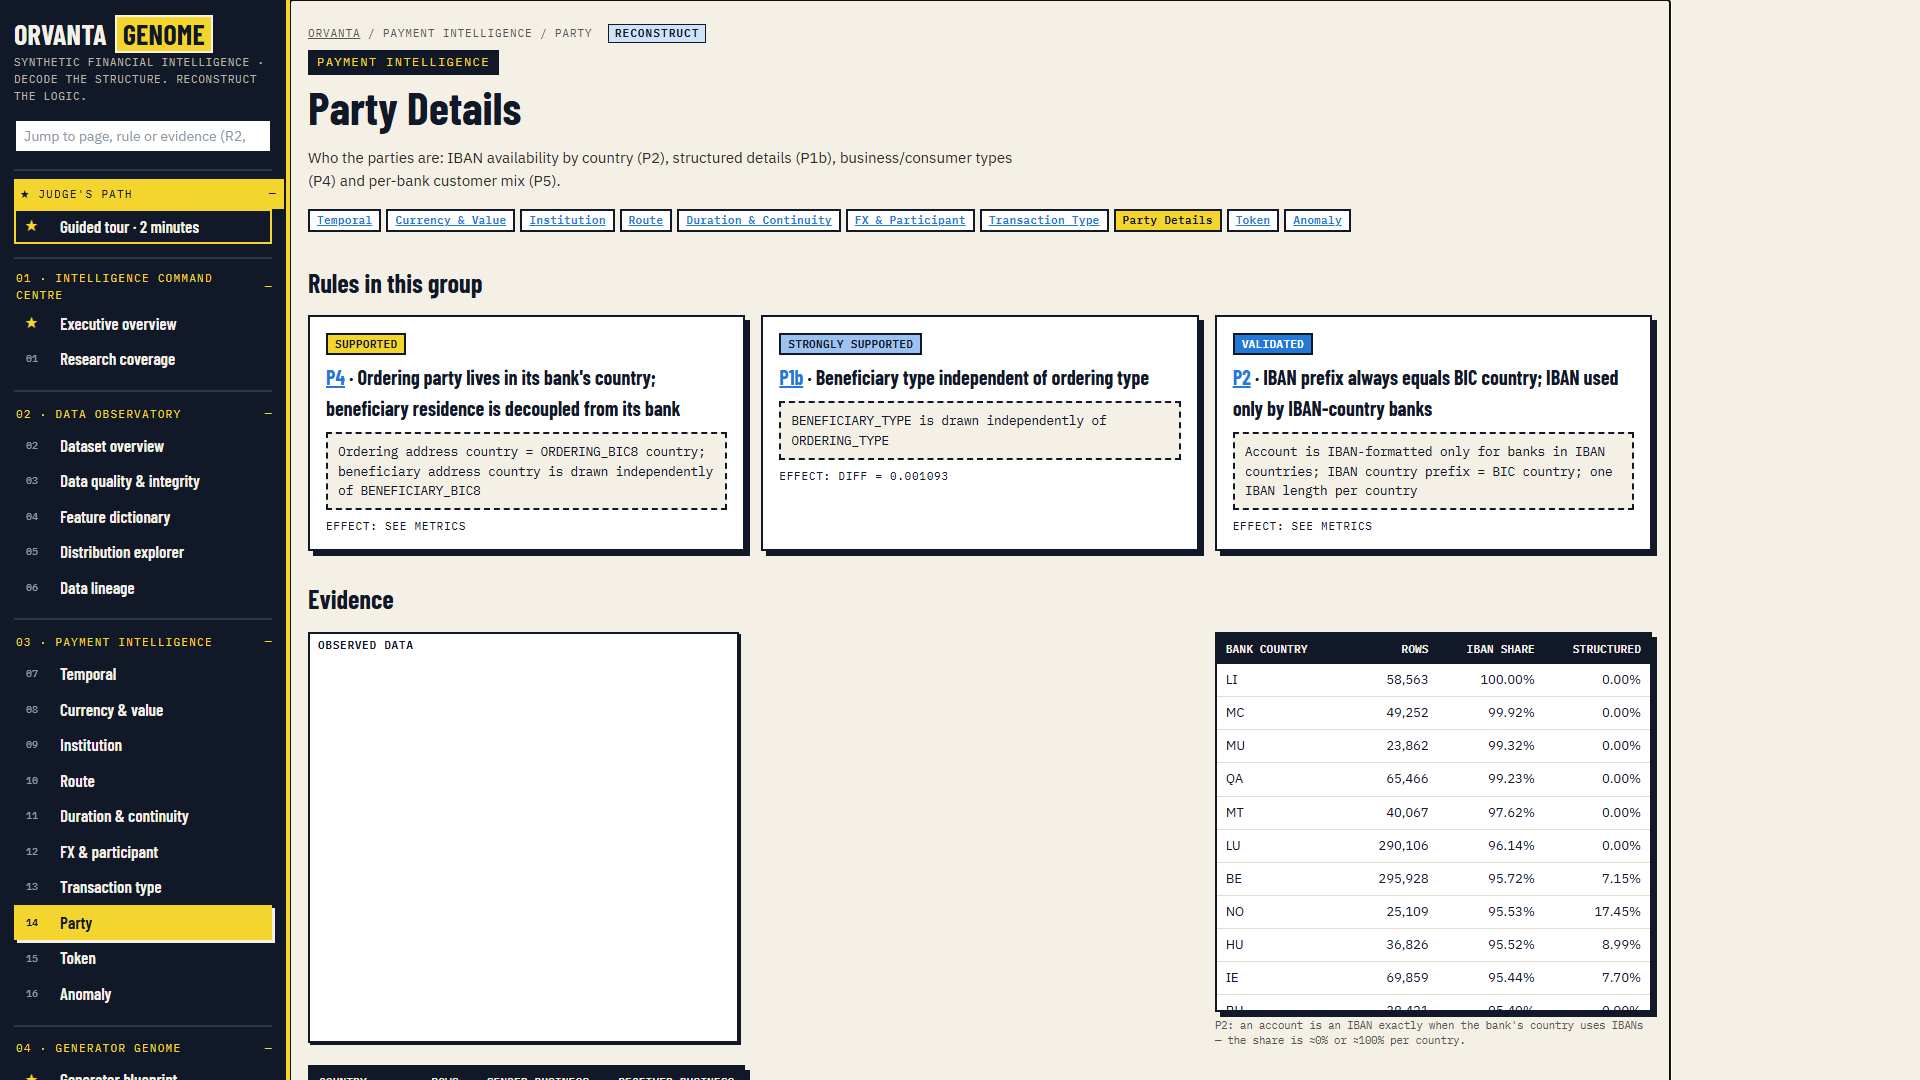 ORVANTA GENOME
SYNTHETIC FINANCIAL INTELLIGENCE ·
DECODE THE STRUCTURE. RECONSTRUCT
THE LOGIC.
Jump to page, rule or evidence (R2,
★ JUDGE'S PATH −
★ Guided tour · 2 minutes
01 · INTELLIGENCE COMMAND
CENTRE −
★ Executive overview
01 Research coverage
02 · DATA OBSERVATORY −
02 Dataset overview
03 Data quality & integrity
04 Feature dictionary
05 Distribution explorer
06 Data lineage
03 · PAYMENT INTELLIGENCE −
07 Temporal
08 Currency & value
09 Institution
10 Route
11 Duration & continuity
12 FX & participant
13 Transaction type
14 Party
15 Token
16 Anomaly
04 · GENERATOR GENOME −
★ Generator blueprint
ORVANTA / PAYMENT INTELLIGENCE / PARTY RECONSTRUCT
PAYMENT INTELLIGENCE
Party Details
Who the parties are: IBAN availability by country (P2), structured details (P1b), business/consumer types
(P4) and per-bank customer mix (P5).
Temporal Currency & Value Institution Route Duration & Continuity FX & Participant Transaction Type Party Details Token Anomaly
Rules in this group
SUPPORTED
P4 · Ordering party lives in its bank's country;
beneficiary residence is decoupled from its bank
Ordering address country = ORDERING_BIC8 country;
beneficiary address country is drawn independently
of BENEFICIARY_BIC8
EFFECT: SEE METRICS
STRONGLY SUPPORTED
P1b · Beneficiary type independent of ordering type
BENEFICIARY_TYPE is drawn independently of
ORDERING_TYPE
EFFECT: DIFF = 0.001093
VALIDATED
P2 · IBAN prefix always equals BIC country; IBAN used
only by IBAN-country banks
Account is IBAN-formatted only for banks in IBAN
countries; IBAN country prefix = BIC country; one
IBAN length per country
EFFECT: SEE METRICS
Evidence
OBSERVED DATA
BANK COUNTRY ROWS IBAN SHARE STRUCTURED
LI 58,563 100.00% 0.00%
MC 49,252 99.92% 0.00%
MU 23,862 99.32% 0.00%
QA 65,466 99.23% 0.00%
MT 40,067 97.62% 0.00%
LU 290,106 96.14% 0.00%
BE 295,928 95.72% 7.15%
NO 25,109 95.53% 17.45%
HU 36,826 95.52% 8.99%
IE 69,859 95.44% 7.70%
P2: an account is an IBAN exactly when the bank's country uses IBANs
— the share is ≈0% or ≈100% per country.
COUNTRY ROWS SENDER BUSINESS RECEIVER BUSINESS